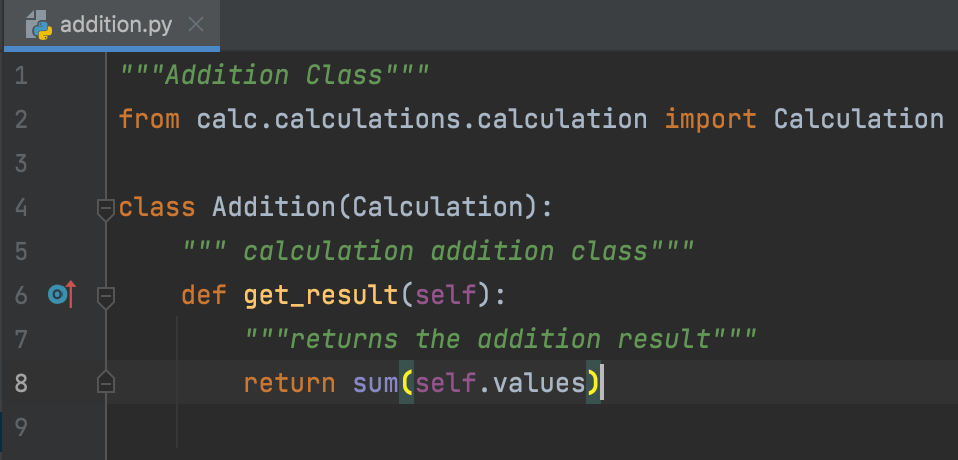 addition.py
1 """Addition Class"""
2 from calc.calculations.calculation import Calculation
3
4 class Addition(Calculation):
5     """ calculation addition class"""
6     def get_result(self):
7         """returns the addition result"""
8         return sum(self.values)
9